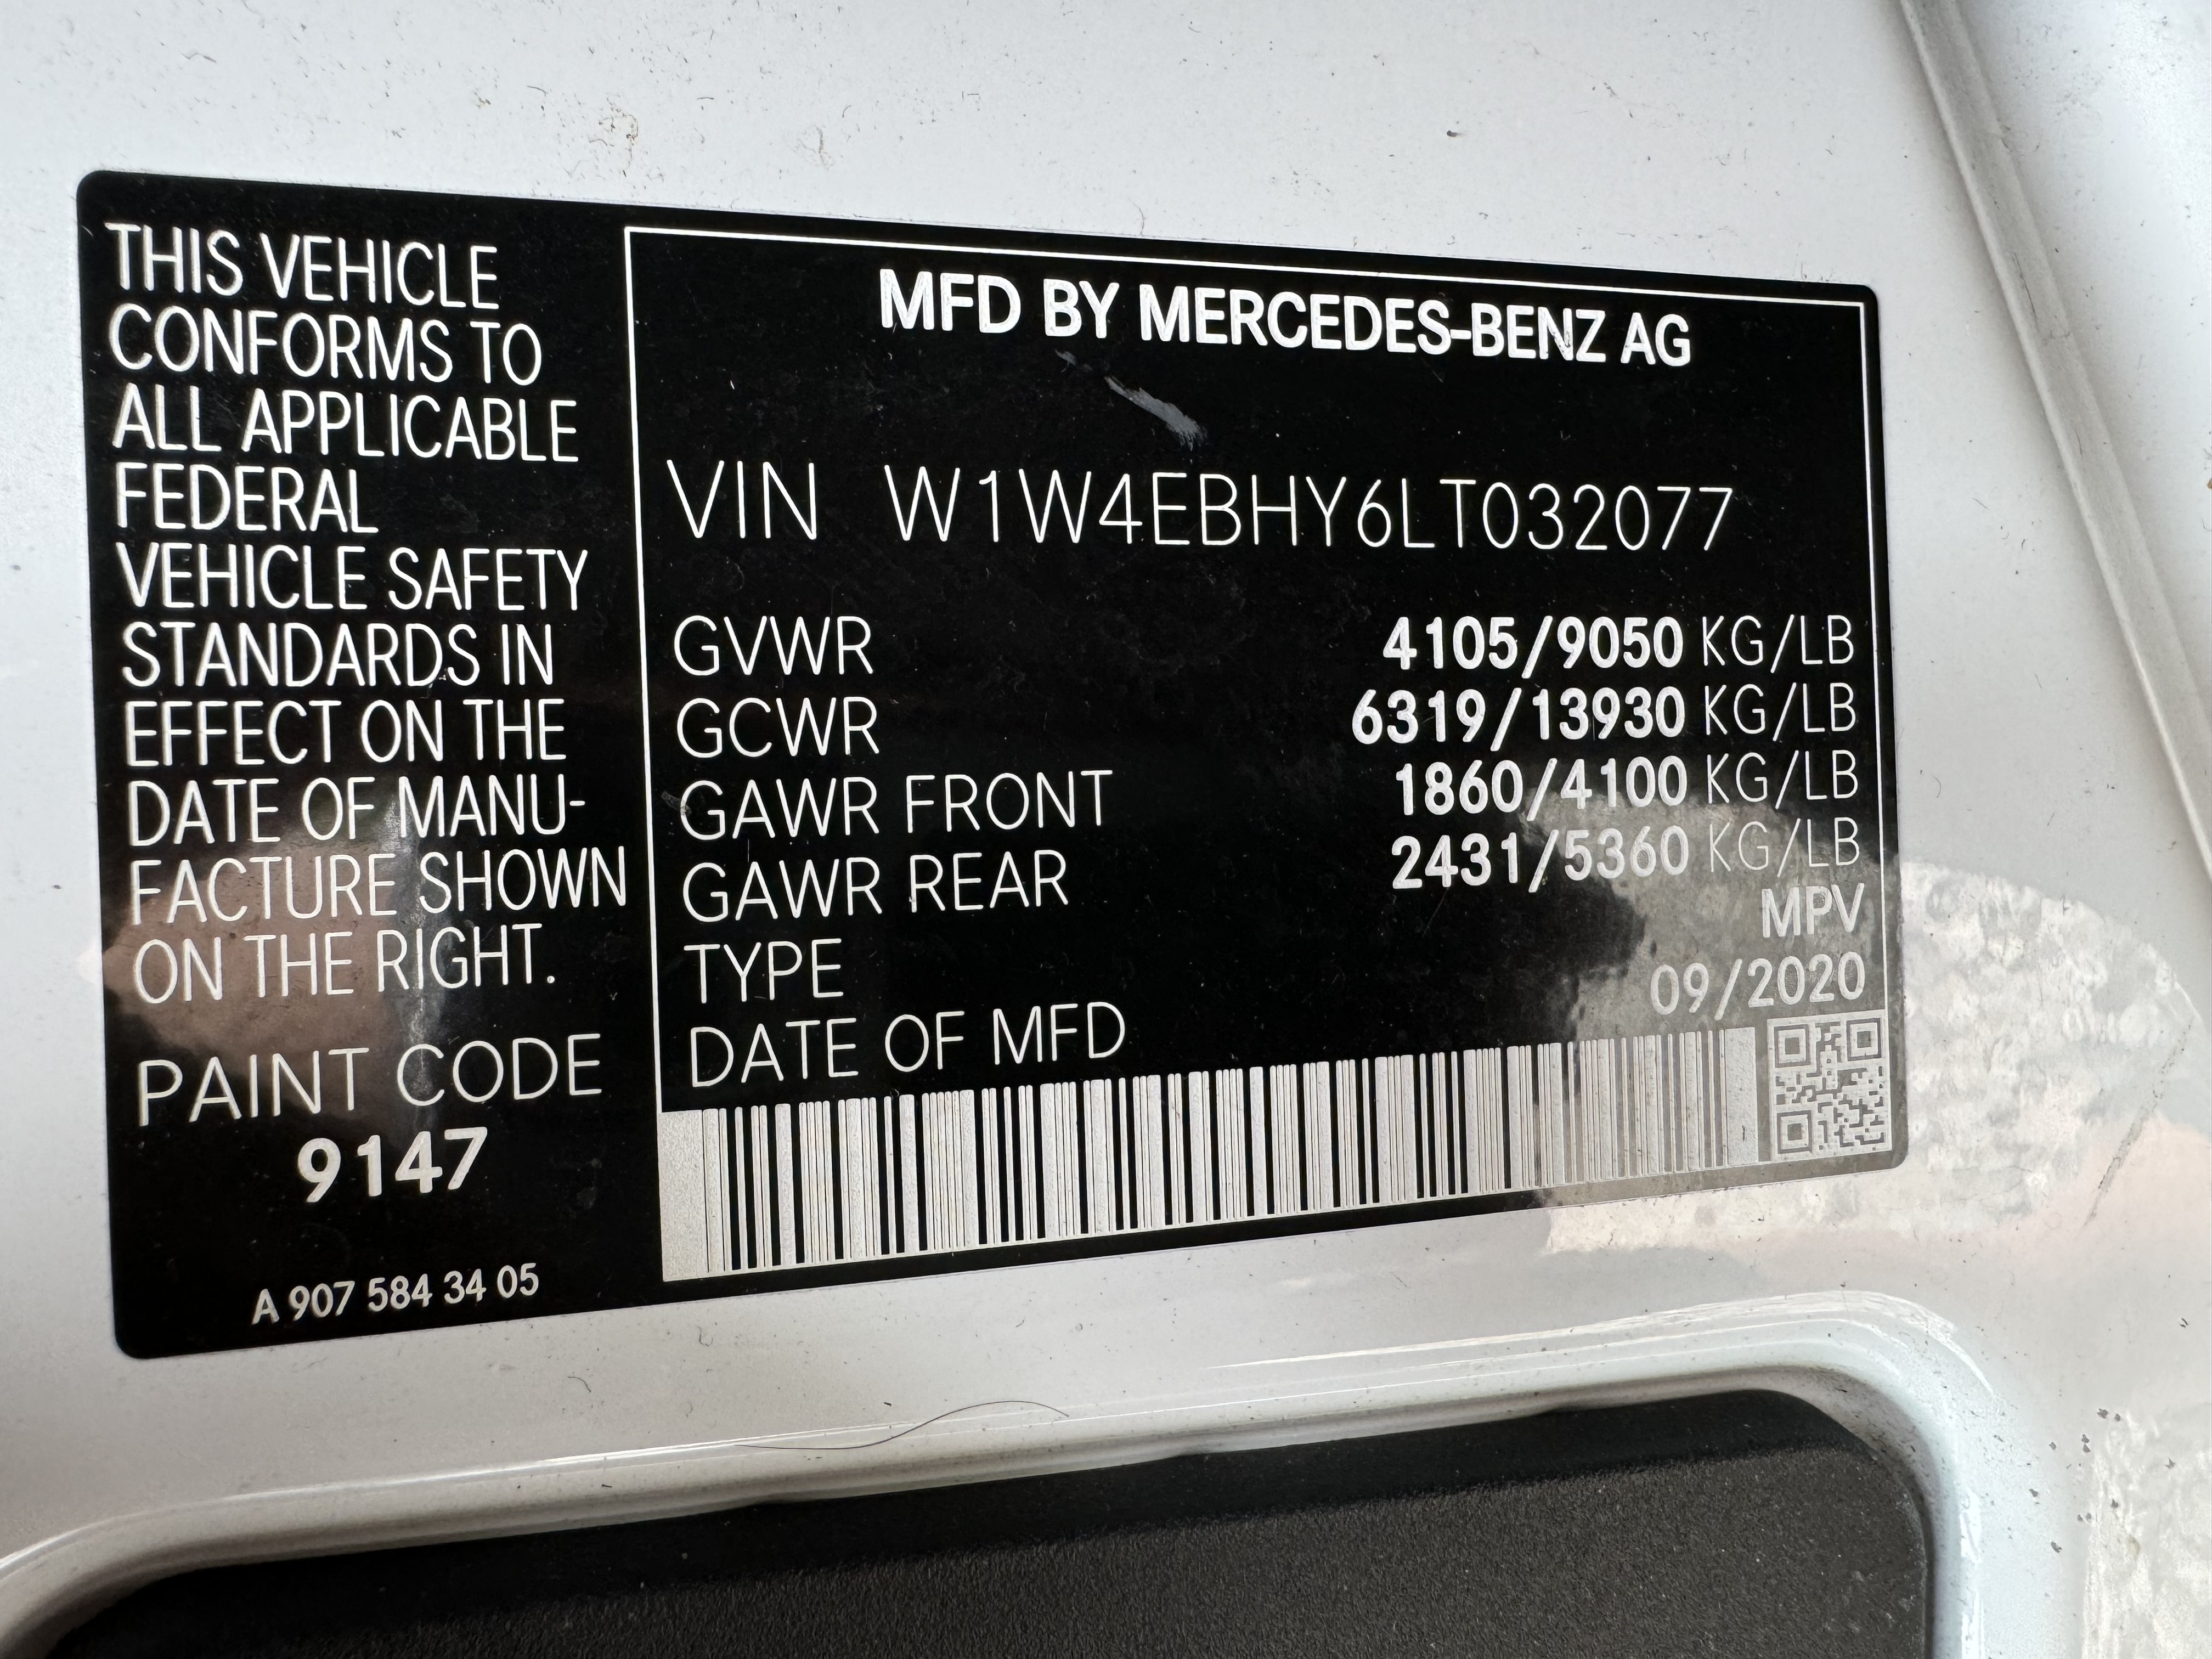 THIS VEHICLE
CONFORMS TO
ALL APPLICABLE
FEDERAL
VEHICLE SAFETY
STANDARDS IN
EFFECT ON THE
DATE OF MANU-
FACTURE SHOWN
ON THE RIGHT.
PAINT CODE
9147
A 907 584 34 05
MFD BY MERCEDES-BENZ AG
VIN W1W4EBHY6LT032077
GVWR 4105/9050 KG/LB
GCWR 6319/13930 KG/LB
GAWR FRONT 1860/4100 KG/LB
GAWR REAR 2431/5360 KG/LB
TYPE MPV
DATE OF MFD 09/2020